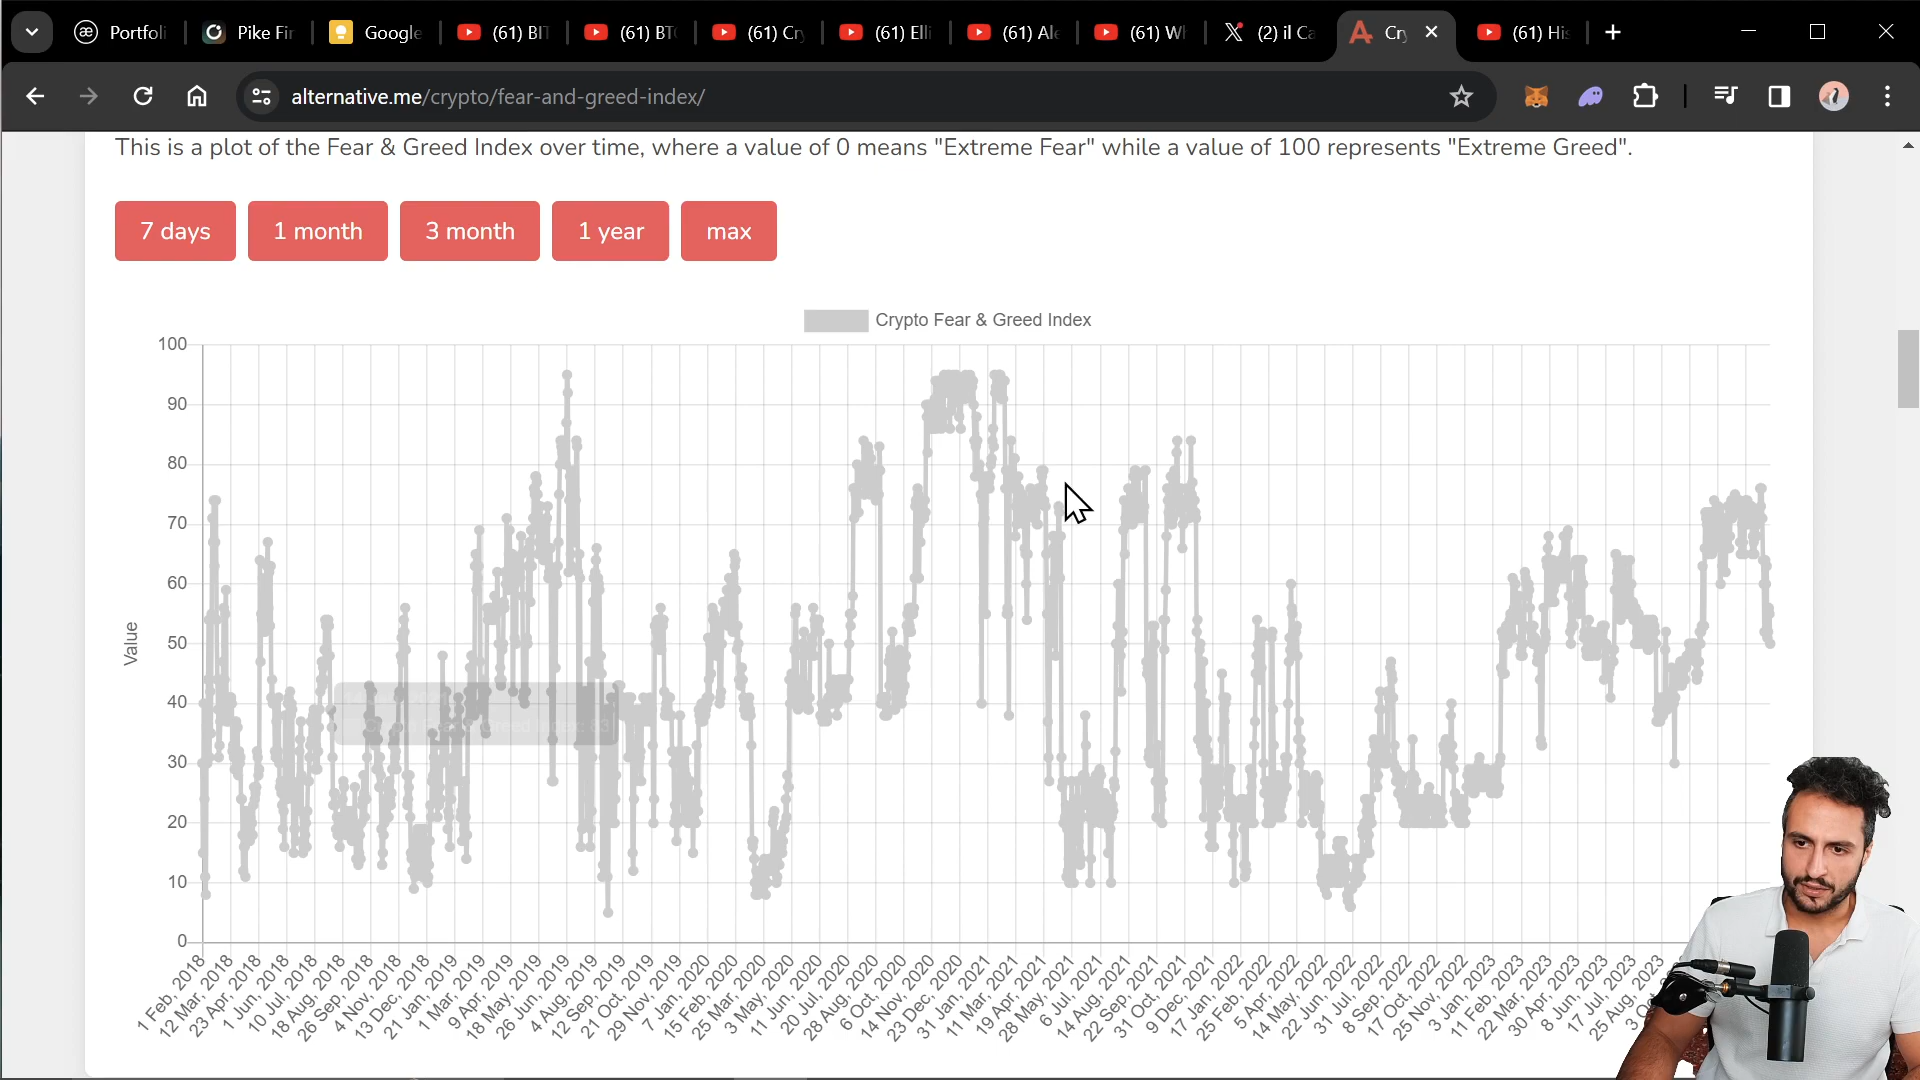 Portfoli
Pike Fir
Google
(61) BIT
(61) BTC
(61) Cry
(61) Elli
(61) Ale
(61) Wh
(2) il Ca
Cry
(61) His
alternative.me/crypto/fear-and-greed-index/
This is a plot of the Fear & Greed Index over time, where a value of 0 means "Extreme Fear" while a value of 100 represents "Extreme Greed".
7 days
1 month
3 month
1 year
max
Crypto Fear & Greed Index
100
90
80
70
60
50
40
30
20
10
0
Value
1 Feb, 2018
12 Mar, 2018
23 Apr, 2018
1 Jun, 2018
10 Jul, 2018
18 Aug, 2018
26 Sep, 2018
4 Nov, 2018
13 Dec, 2018
21 Jan, 2019
1 Mar, 2019
9 Apr, 2019
18 May, 2019
26 Jun, 2019
4 Aug, 2019
12 Sep, 2019
21 Oct, 2019
29 Nov, 2019
7 Jan, 2020
15 Feb, 2020
25 Mar, 2020
3 May, 2020
11 Jun, 2020
20 Jul, 2020
28 Aug, 2020
6 Oct, 2020
14 Nov, 2020
23 Dec, 2020
31 Jan, 2021
11 Mar, 2021
19 Apr, 2021
28 May, 2021
6 Jul, 2021
14 Aug, 2021
22 Sep, 2021
31 Oct, 2021
9 Dec, 2021
17 Jan, 2022
25 Feb, 2022
5 Apr, 2022
14 May, 2022
22 Jun, 2022
31 Jul, 2022
8 Sep, 2022
17 Oct, 2022
25 Nov, 2022
3 Jan, 2023
11 Feb, 2023
22 Mar, 2023
30 Apr, 2023
8 Jun, 2023
17 Jul, 2023
25 Aug, 2023